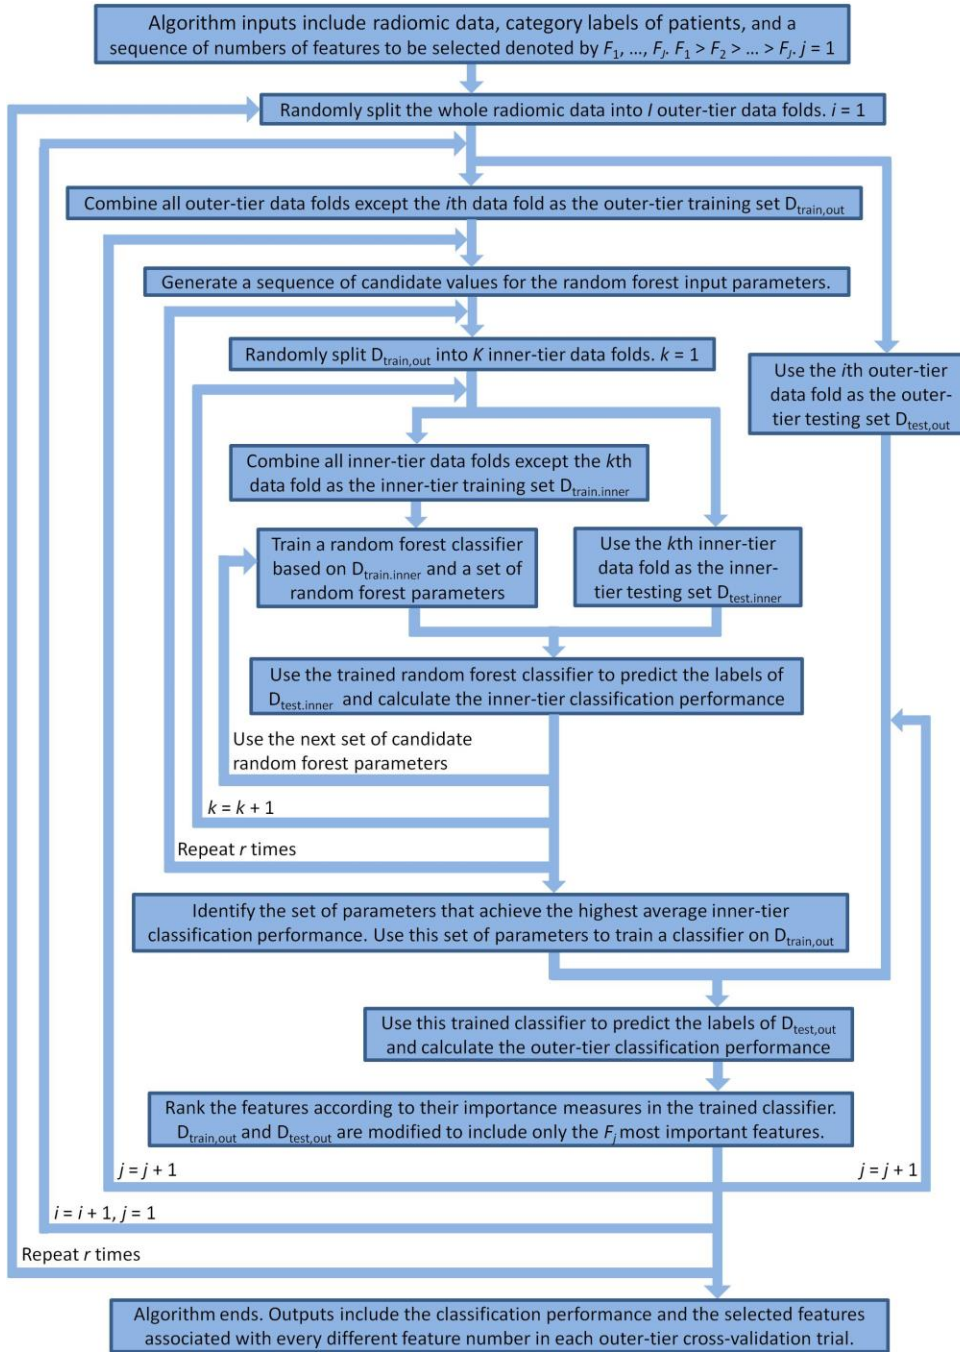 Algorithm inputs include radiomic data, category labels of patients, and a
sequence of numbers of features to be selected denoted by F1, ..., FJ. F1 > F2 > ... > FJ. j = 1
Randomly split the whole radiomic data into I outer-tier data folds. i = 1
Combine all outer-tier data folds except the ith data fold as the outer-tier training set Dtrain,out
Generate a sequence of candidate values for the random forest input parameters.
Randomly split Dtrain,out into K inner-tier data folds. k = 1
Use the ith outer-tier
data fold as the outer-
tier testing set Dtest,out
Combine all inner-tier data folds except the kth
data fold as the inner-tier training set Dtrain.inner
Train a random forest classifier
based on Dtrain.inner and a set of
random forest parameters
Use the kth inner-tier
data fold as the inner-
tier testing set Dtest.inner
Use the trained random forest classifier to predict the labels of
Dtest.inner and calculate the inner-tier classification performance
Use the next set of candidate
random forest parameters
k = k + 1
Repeat r times
Identify the set of parameters that achieve the highest average inner-tier
classification performance. Use this set of parameters to train a classifier on Dtrain,out
Use this trained classifier to predict the labels of Dtest,out
and calculate the outer-tier classification performance
Rank the features according to their importance measures in the trained classifier.
Dtrain,out and Dtest,out are modified to include only the Fj most important features.
j = j + 1
j = j + 1
i = i + 1, j = 1
Repeat r times
Algorithm ends. Outputs include the classification performance and the selected features
associated with every different feature number in each outer-tier cross-validation trial.